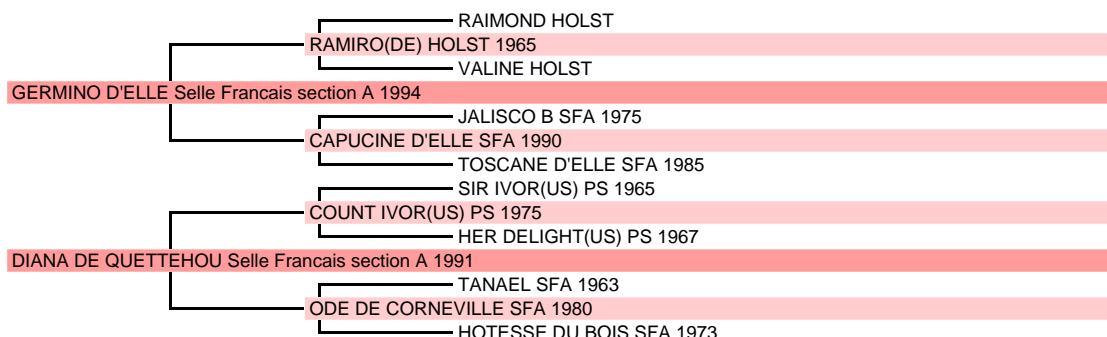 RAIMOND HOLST
RAMIRO(DE) HOLST 1965
VALINE HOLST
GERMINO D'ELLE Selle Francais section A 1994
JALISCO B SFA 1975
CAPUCINE D'ELLE SFA 1990
TOSCANE D'ELLE SFA 1985
SIR IVOR(US) PS 1965
COUNT IVOR(US) PS 1975
HER DELIGHT(US) PS 1967
DIANA DE QUETTEHOU Selle Francais section A 1991
TANAEL SFA 1963
ODE DE CORNEVILLE SFA 1980
HOTESSE DU BOIS SFA 1973